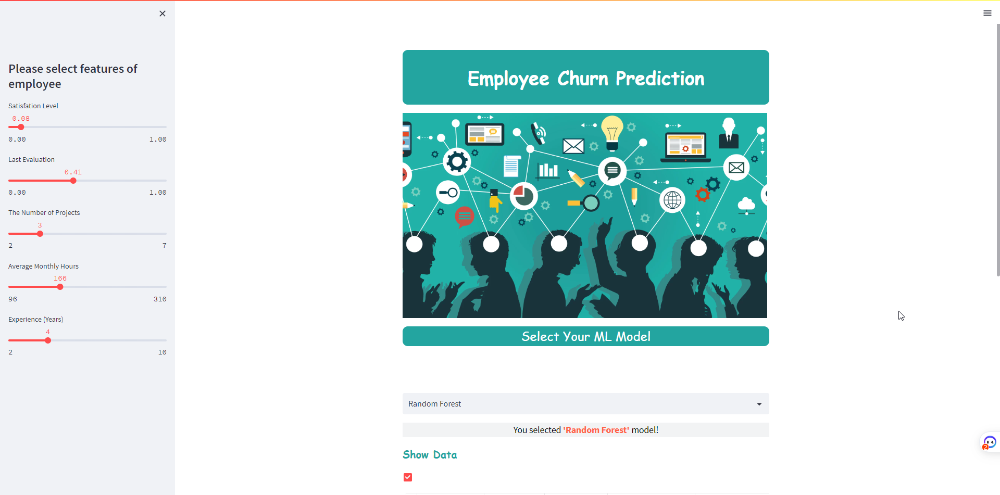 Please select features of
employee
Satisfation Level
0.08
0.00 1.00
Last Evaluation
0.41
0.00 1.00
The Number of Projects
3
2 7
Average Monthly Hours
166
96 310
Experience (Years)
4
2 10
Employee Churn Prediction
Select Your ML Model
Random Forest
You selected 'Random Forest' model!
Show Data
2